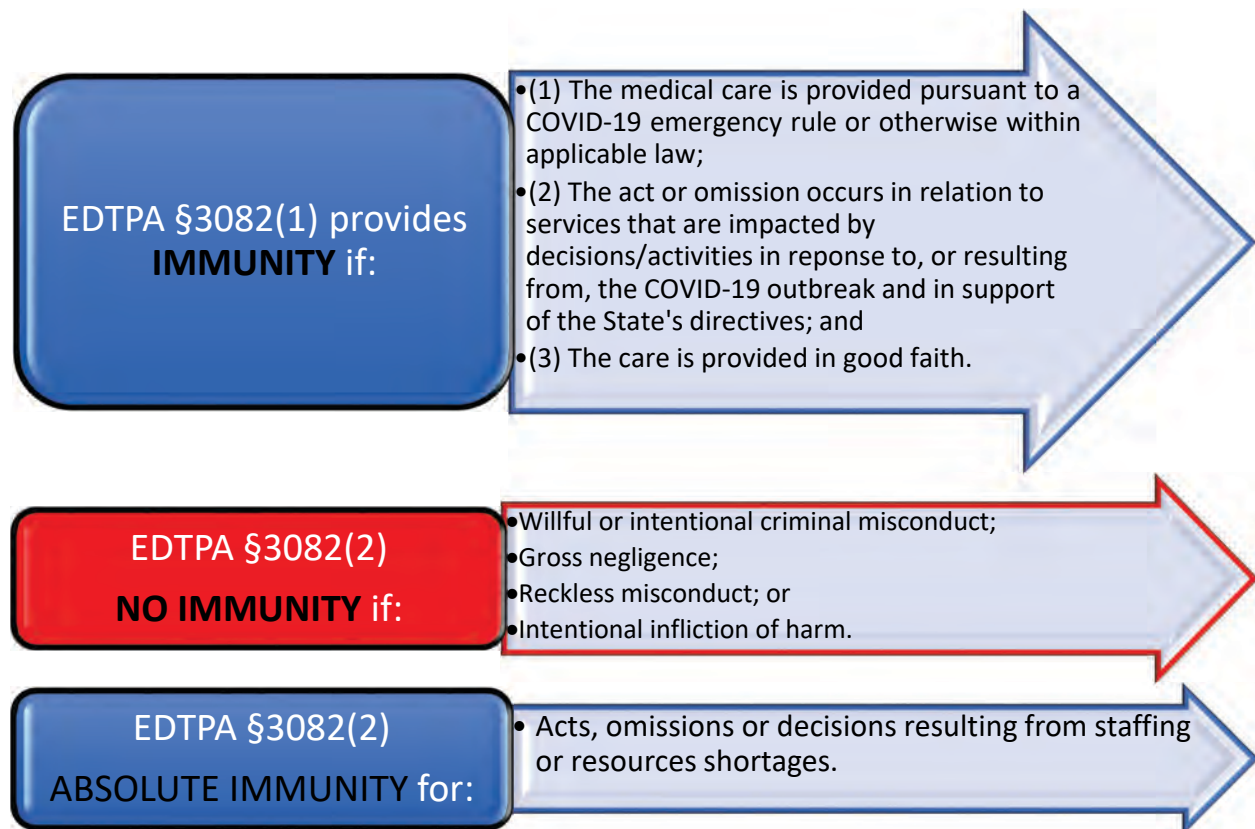 EDTPA §3082(1) provides
IMMUNITY if:
•(1) The medical care is provided pursuant to a
COVID-19 emergency rule or otherwise within
applicable law;
•(2) The act or omission occurs in relation to
services that are impacted by
decisions/activities in reponse to, or resulting
from, the COVID-19 outbreak and in support
of the State's directives; and
•(3) The care is provided in good faith.
EDTPA §3082(2)
NO IMMUNITY if:
•Willful or intentional criminal misconduct;
•Gross negligence;
•Reckless misconduct; or
•Intentional infliction of harm.
EDTPA §3082(2)
ABSOLUTE IMMUNITY for:
• Acts, omissions or decisions resulting from staffing
or resources shortages.